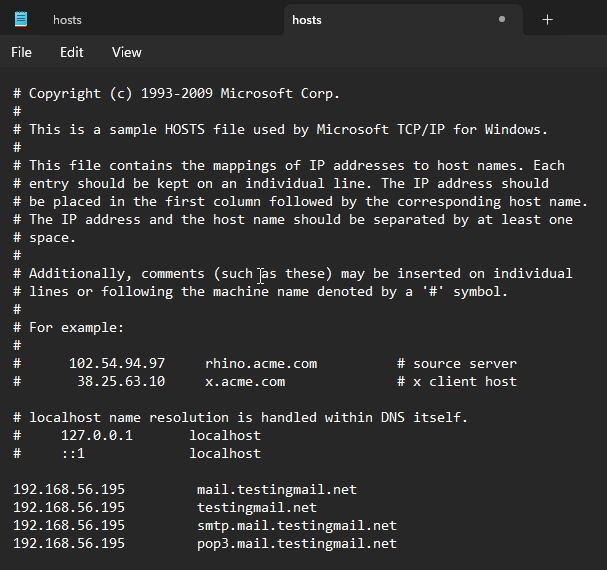 hosts
hosts
File Edit View
# Copyright (c) 1993-2009 Microsoft Corp.
#
# This is a sample HOSTS file used by Microsoft TCP/IP for Windows.
#
# This file contains the mappings of IP addresses to host names. Each
# entry should be kept on an individual line. The IP address should
# be placed in the first column followed by the corresponding host name.
# The IP address and the host name should be separated by at least one
# space.
#
# Additionally, comments (such as these) may be inserted on individual
# lines or following the machine name denoted by a '#' symbol.
#
# For example:
#
#      102.54.94.97     rhino.acme.com          # source server
#       38.25.63.10     x.acme.com              # x client host

# localhost name resolution is handled within DNS itself.
#     127.0.0.1       localhost
#     ::1             localhost

192.168.56.195         mail.testingmail.net
192.168.56.195         testingmail.net
192.168.56.195         smtp.mail.testingmail.net
192.168.56.195         pop3.mail.testingmail.net